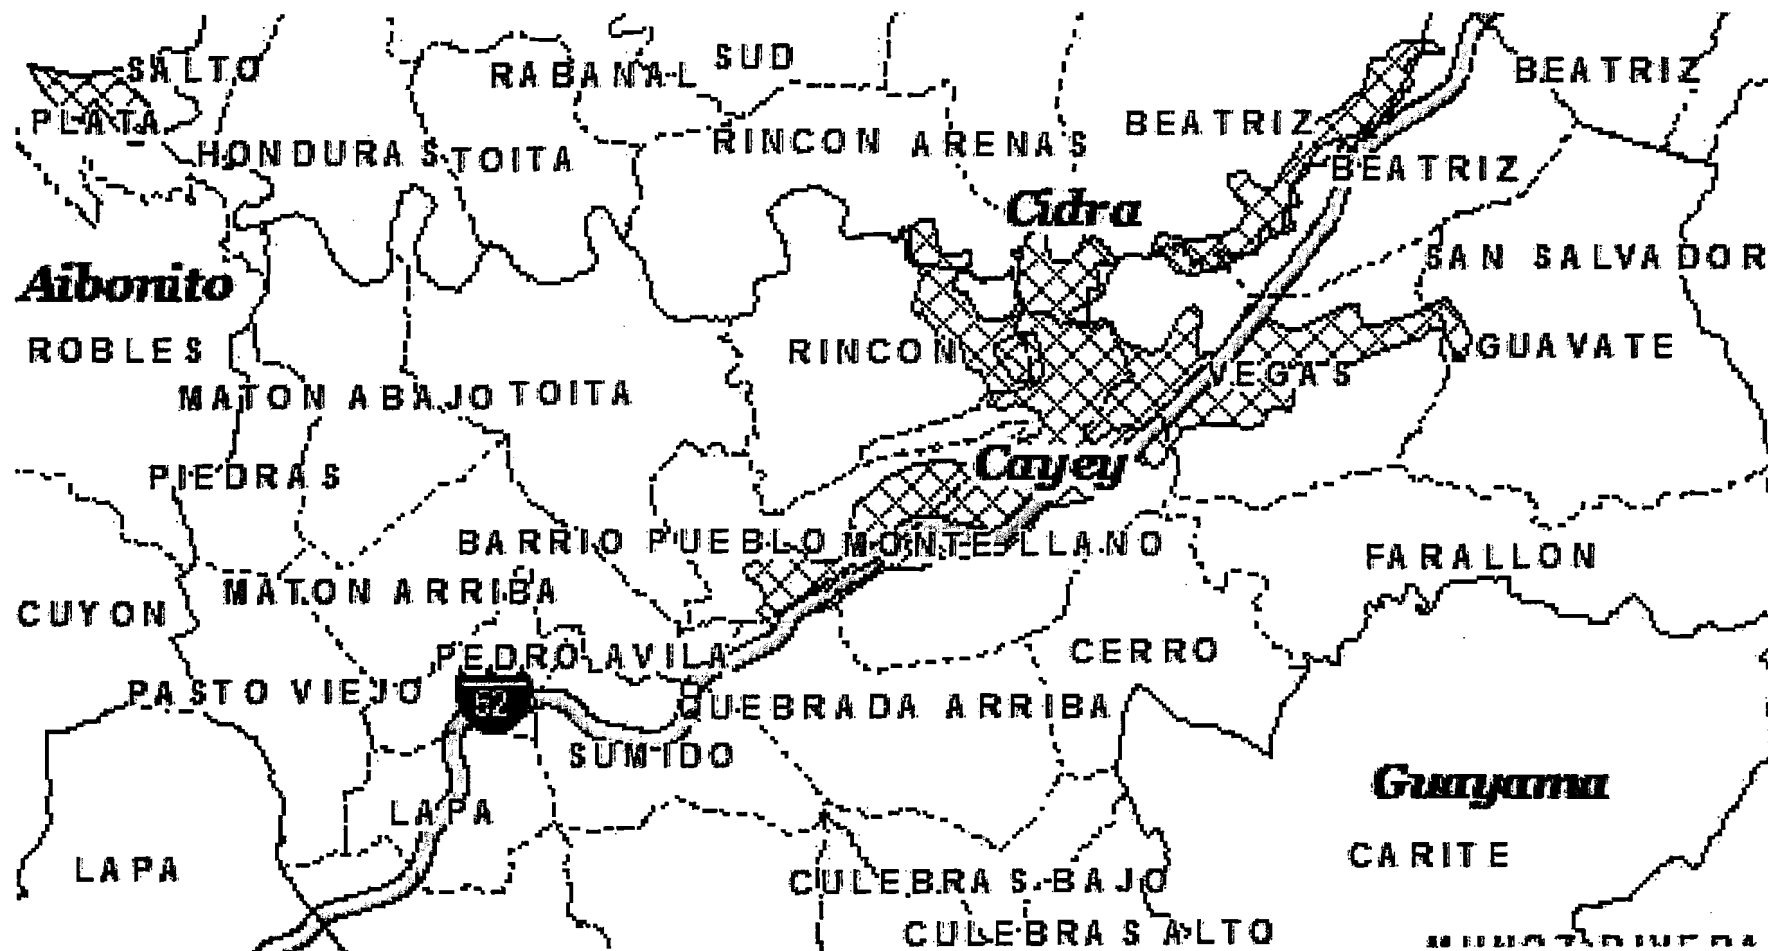 SALTO
SUD
RABANAL
BEATRIZ
PLATA
BEATRIZ
HONDURAS
TOITA
RINCON
ARENAS
BEATRIZ
Cidra
SAN SALVADOR
Aibonito
ROBLES
RINCON
GUAVATE
VEGAS
MATON ABAJO
TOITA
PIEDRAS
Cayey
BARRIO PUEBLO
MONTELLANO
FARALLON
MATON ARRIBA
CUYON
PEDRO AVILA
CERRO
PASTO VIEJO
52
QUEBRADA ARRIBA
SUMIDO
Guayama
LAPA
CARITE
LAPA
CULEBRAS BAJO
CULEBRAS ALTO